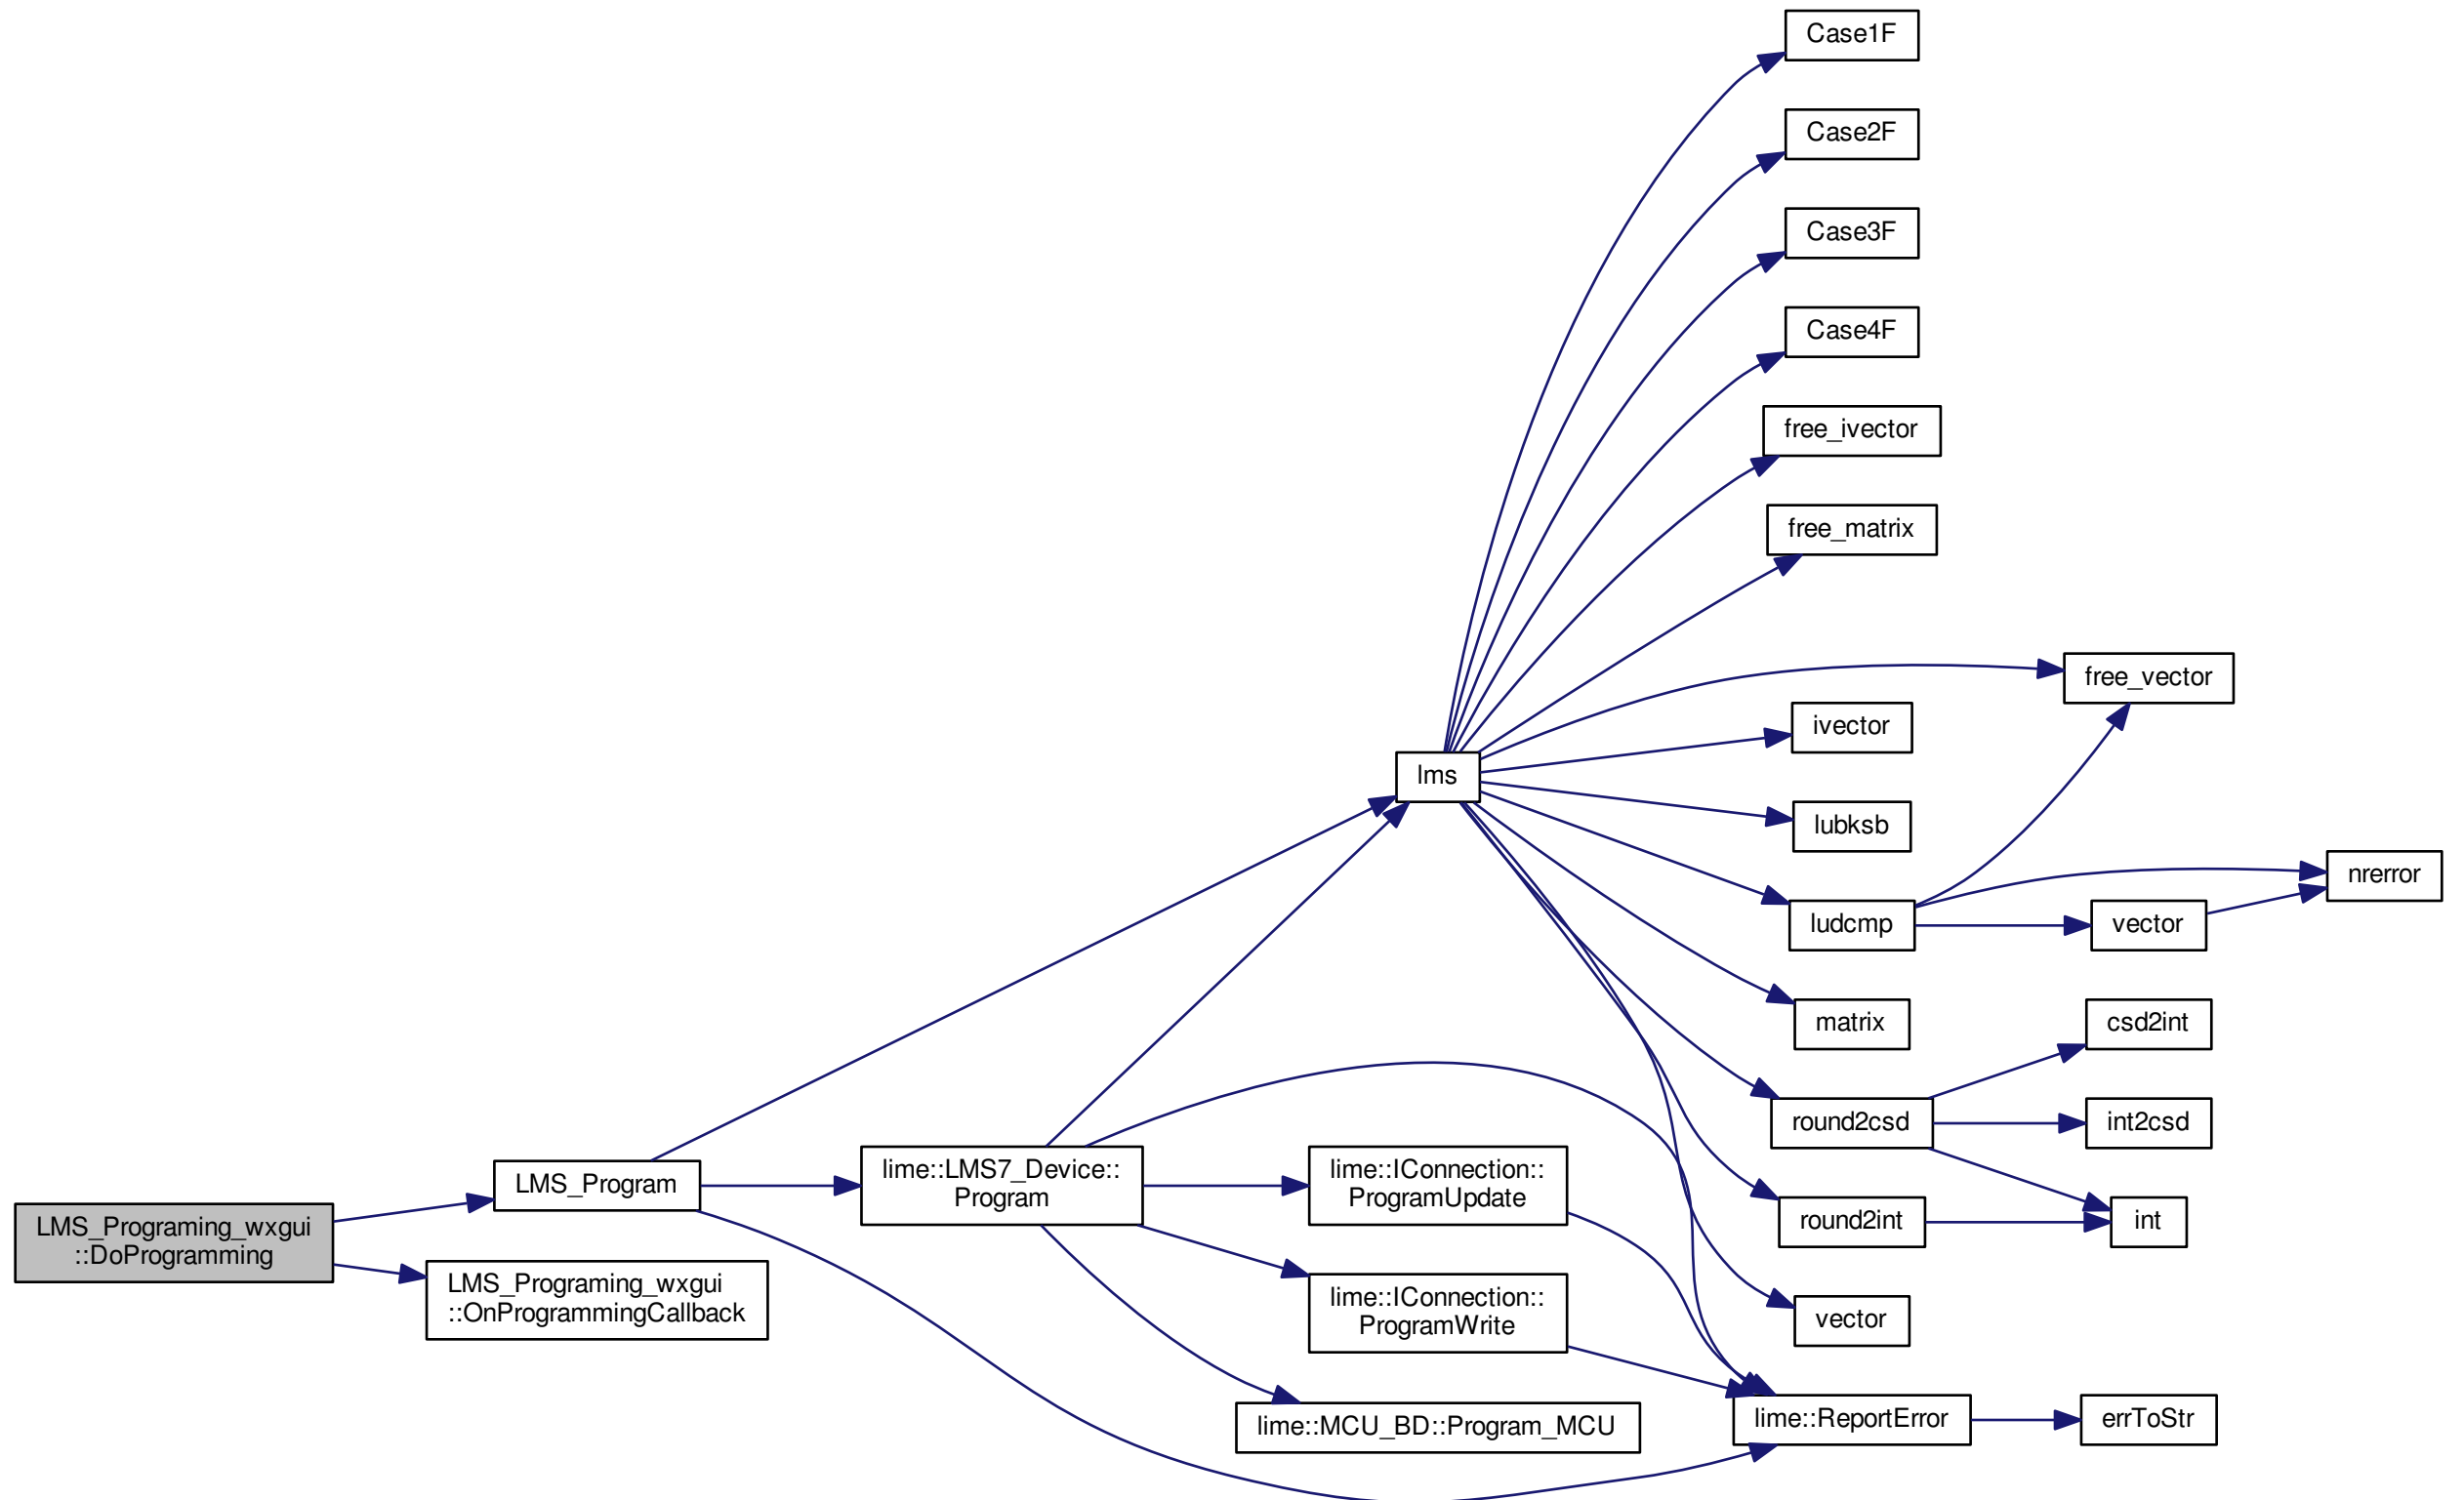 Case1F
Case2F
Case3F
Case4F
free_ivector
free_matrix
free_vector
ivector
lms
lubksb
nrerror
ludcmp
vector
matrix
csd2int
round2csd
int2csd
lime::LMS7_Device::
Program
lime::IConnection::
ProgramUpdate
LMS_Program
round2int
int
LMS_Programing_wxgui
::DoProgramming
LMS_Programing_wxgui
::OnProgrammingCallback
lime::IConnection::
ProgramWrite
vector
lime::MCU_BD::Program_MCU
lime::ReportError
errToStr